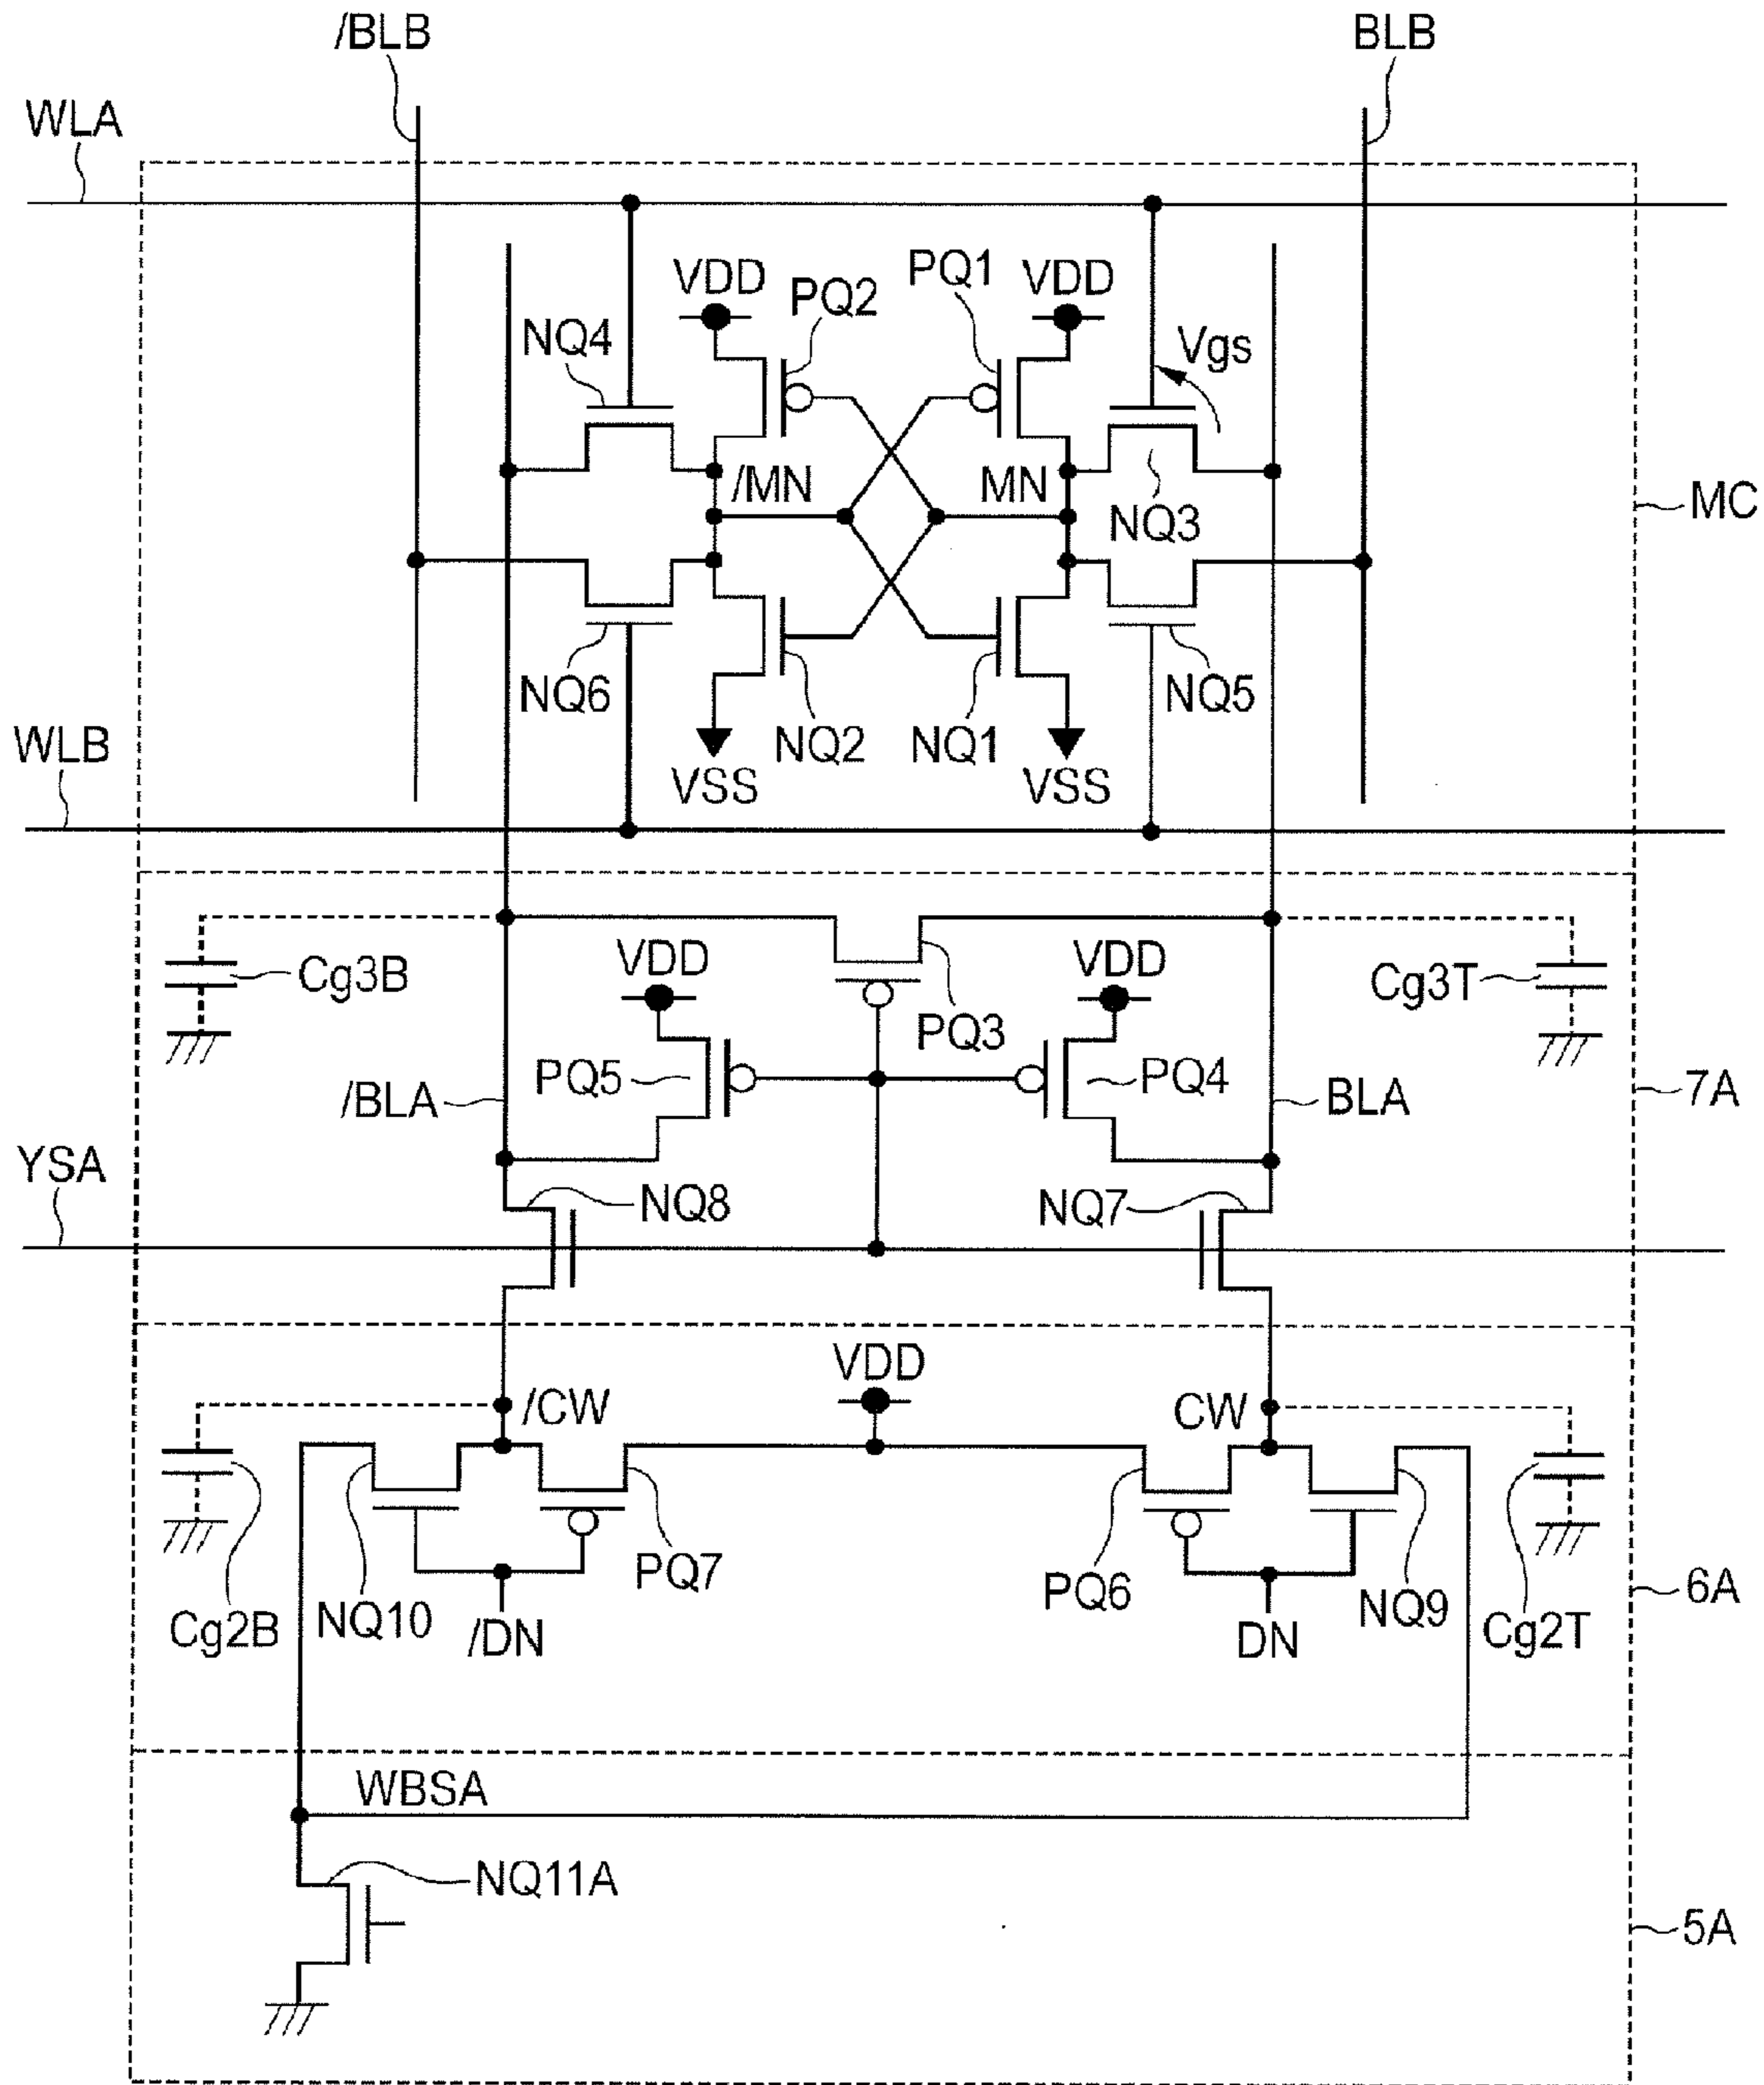 /BLB
BLB
WLA
VDD
PQ2
PQ1
VDD
NQ4
Vgs
/MN
MN
NQ3
MC
NQ6
NQ2
NQ1
NQ5
WLB
VSS
VSS
Cg3B
VDD
VDD
Cg3T
PQ3
PQ5
PQ4
/BLA
BLA
7A
YSA
NQ8
NQ7
VDD
/CW
CW
Cg2B
NQ10
/DN
PQ7
PQ6
DN
NQ9
Cg2T
6A
WBSA
NQ11A
5A